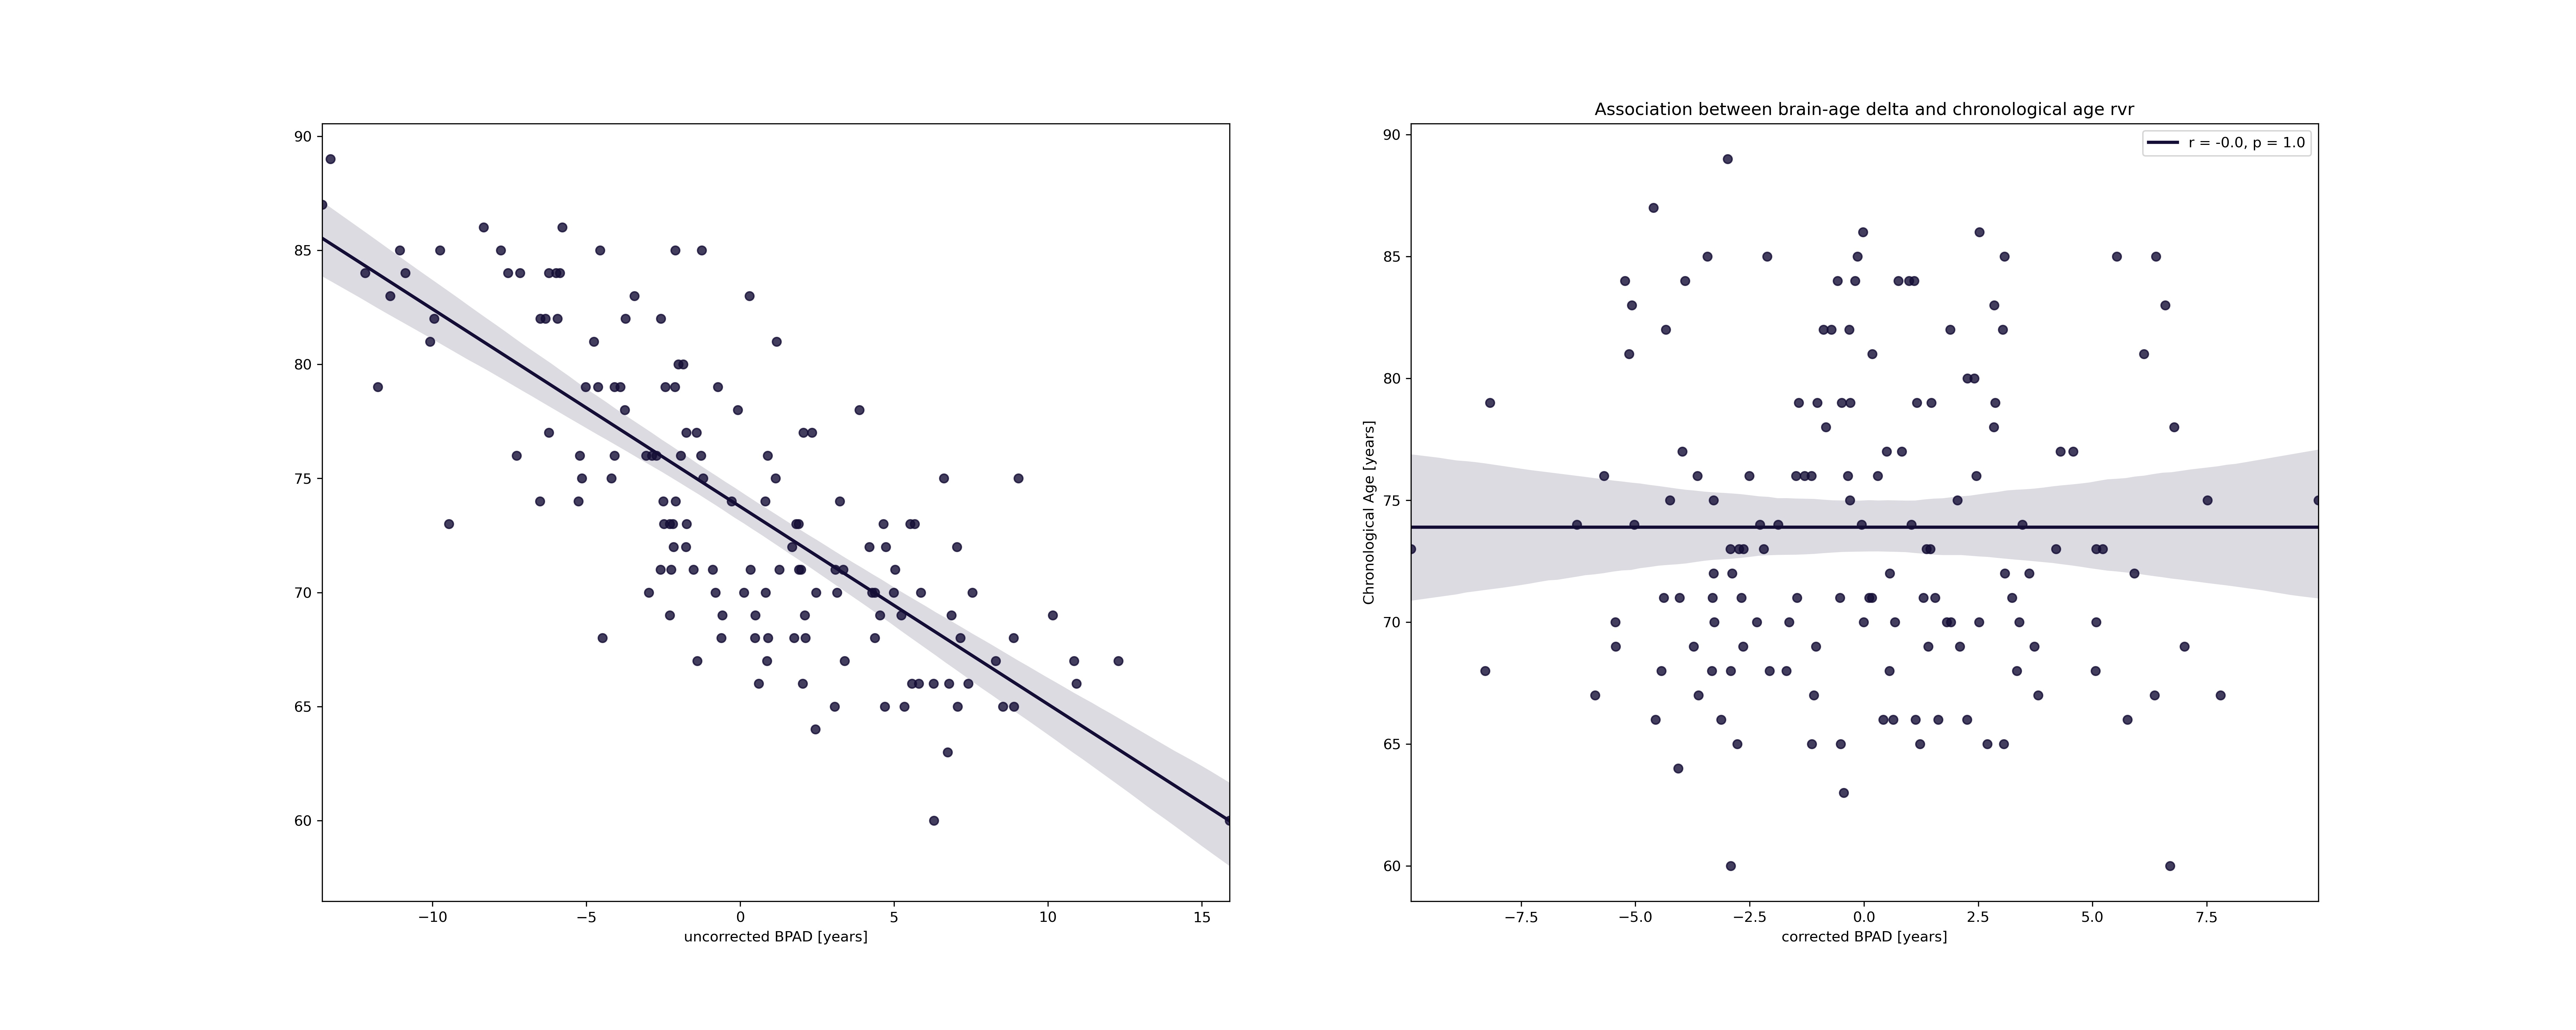 90
85
80
75
70
65
60
−10 −5 0 5 10 15
uncorrected BPAD [years]
Association between brain-age delta and chronological age rvr
r = -0.0, p = 1.0
Chronological Age [years]
90
85
80
75
70
65
60
−7.5 −5.0 −2.5 0.0 2.5 5.0 7.5
corrected BPAD [years]